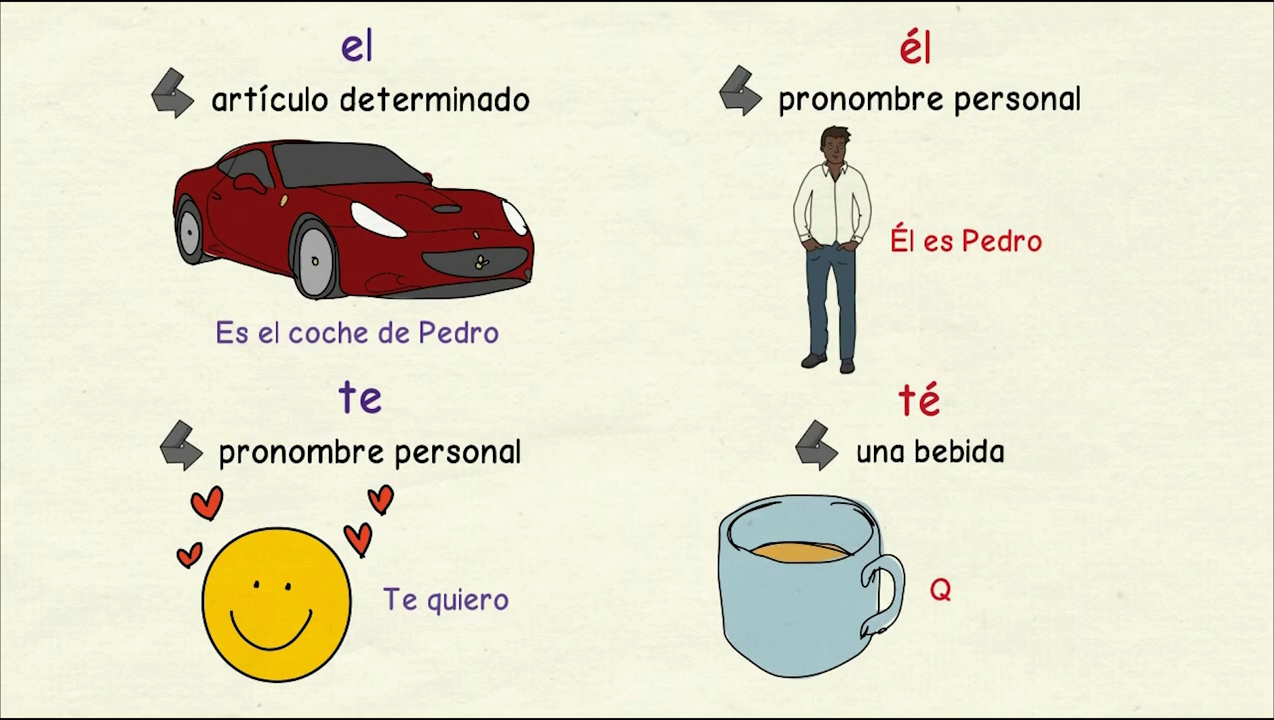 el
artículo determinado
Es el coche de Pedro
él
pronombre personal
Él es Pedro
te
pronombre personal
Te quiero
té
una bebida
Q